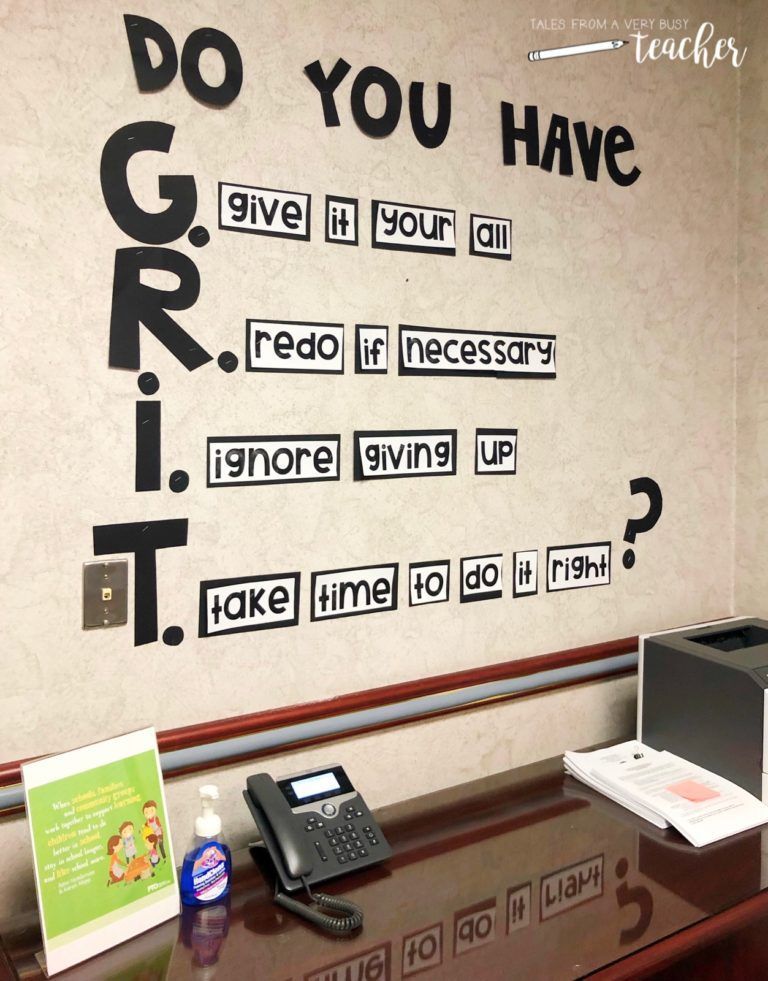 TALES FROM A VERY BUSY
teacher
DO YOU HAVE
G. give it your all
R. redo if necessary
i. ignore giving up
T. take time to do it right?
When schools, families,
and community groups
work together to support learning,
children tend to do
better in school,
stay in school longer,
and like school more.